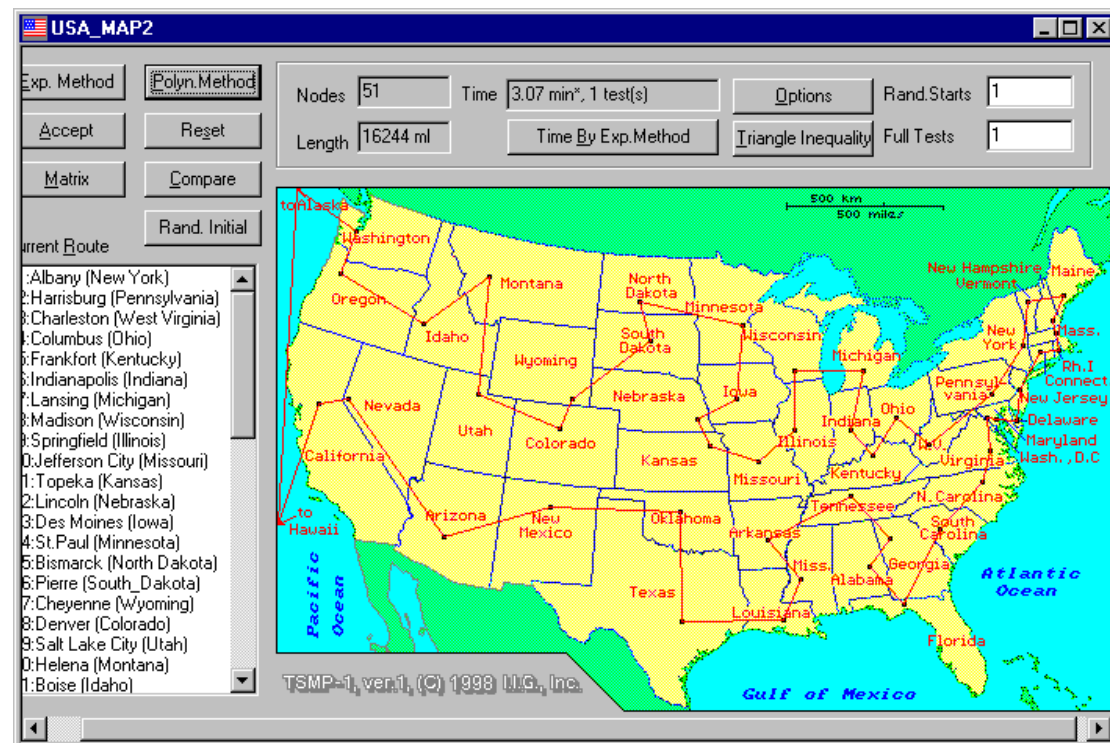 USA_MAP2
Exp. Method
Polyn.Method
Accept
Reset
Matrix
Compare
Rand. Initial
urrent Route
Nodes
51
Time
3.07 min*, 1 test(s)
Options
Rand.Starts
1
Length
16244 ml
Time By Exp.Method
Triangle Inequality
Full Tests
1
:Albany (New York)
2:Harrisburg (Pennsylvania)
3:Charleston (West Virginia)
4:Columbus (Ohio)
5:Frankfort (Kentucky)
6:Indianapolis (Indiana)
7:Lansing (Michigan)
8:Madison (Wisconsin)
9:Springfield (Illinois)
0:Jefferson City (Missouri)
1:Topeka (Kansas)
2:Lincoln (Nebraska)
3:Des Moines (Iowa)
4:St.Paul (Minnesota)
5:Bismarck (North Dakota)
6:Pierre (South_Dakota)
7:Cheyenne (Wyoming)
8:Denver (Colorado)
9:Salt Lake City (Utah)
0:Helena (Montana)
1:Boise (Idaho)
500 km
500 miles
to Alaska
Washington
Oregon
Idaho
Montana
North
Dakota
Minnesota
South
Dakota
Wisconsin
Michigan
New Hampshire
Vermont
Maine
New
York
Mass.
Rh.I
Connect
New Jersey
Pennsyl-
vania
Delaware
Maryland
Wash.,D.C
Wyoming
Nebraska
Iowa
Nevada
Utah
Colorado
Kansas
Illinois
Indiana
Ohio
W.V.
Virginia
Kentucky
Missouri
California
Arizona
New
Mexico
Oklahoma
Arkansas
Tennessee
N.Carolina
South
Carolina
Georgia
Alabama
Miss.
Louisiana
Texas
Florida
to
Hawaii
Pacific
Ocean
Atlantic
Ocean
Gulf of Mexico
TSMP-1, ver.1, (C) 1998 I.I.G., Inc.